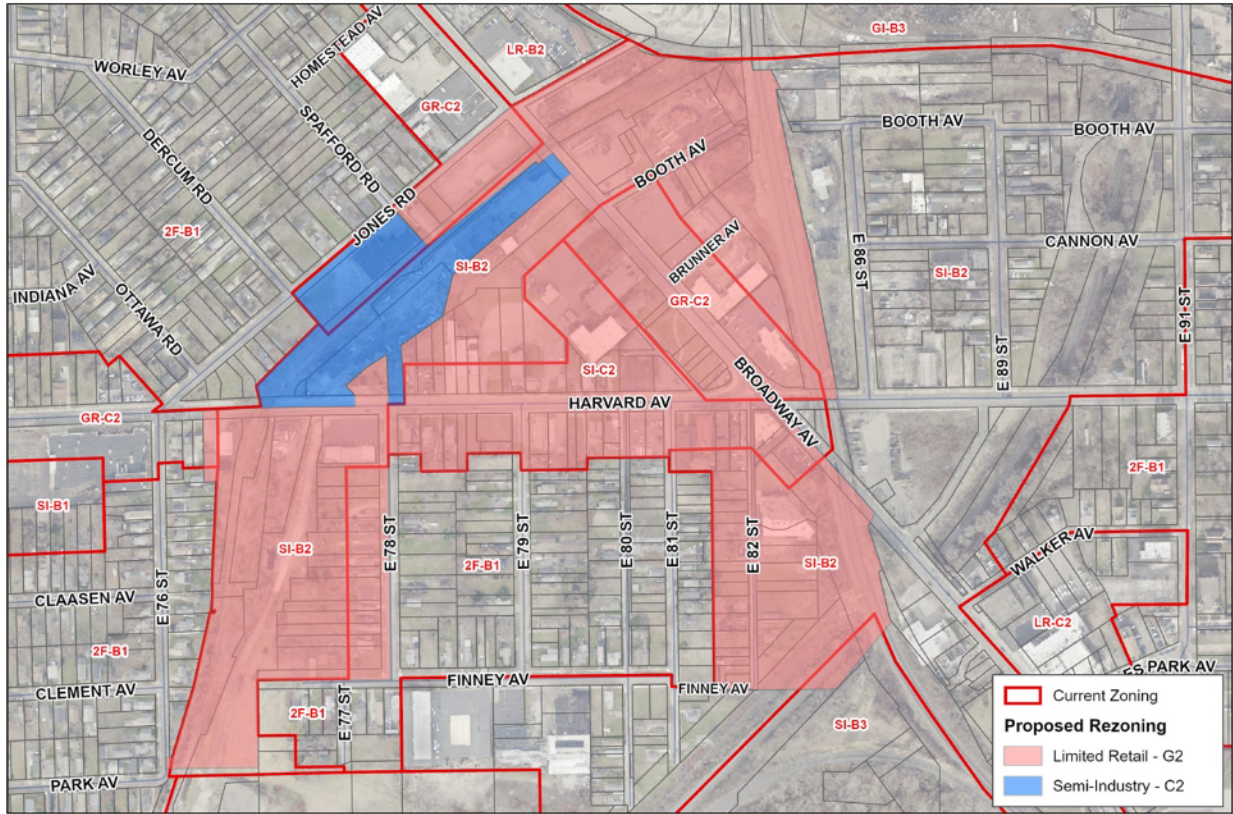 HOMESTEAD AV
LR-B2
GI-B3
WORLEY AV
GR-C2
SPAFFORD RD
DERCUM RD
BOOTH AV
BOOTH AV
BOOTH AV
JONES RD
2F-B1
BRUNNER AV
CANNON AV
E 86 ST
SI-B2
SI-B2
INDIANA AV
OTTAWA RD
GR-C2
E 91 ST
E 89 ST
SI-C2
BROADWAY AV
HARVARD AV
GR-C2
2F-B1
SI-B1
E 76 ST
SI-B2
E 78 ST
2F-B1
E 79 ST
E 80 ST
E 81 ST
E 82 ST
SI-B2
WALKER AV
CLAASEN AV
LR-C2
2F-B1
CLEMENT AV
FINNEY AV
FINNEY AV
ES PARK AV
2F-B1
E 77 ST
SI-B3
PARK AV
Current Zoning
Proposed Rezoning
Limited Retail - G2
Semi-Industry - C2